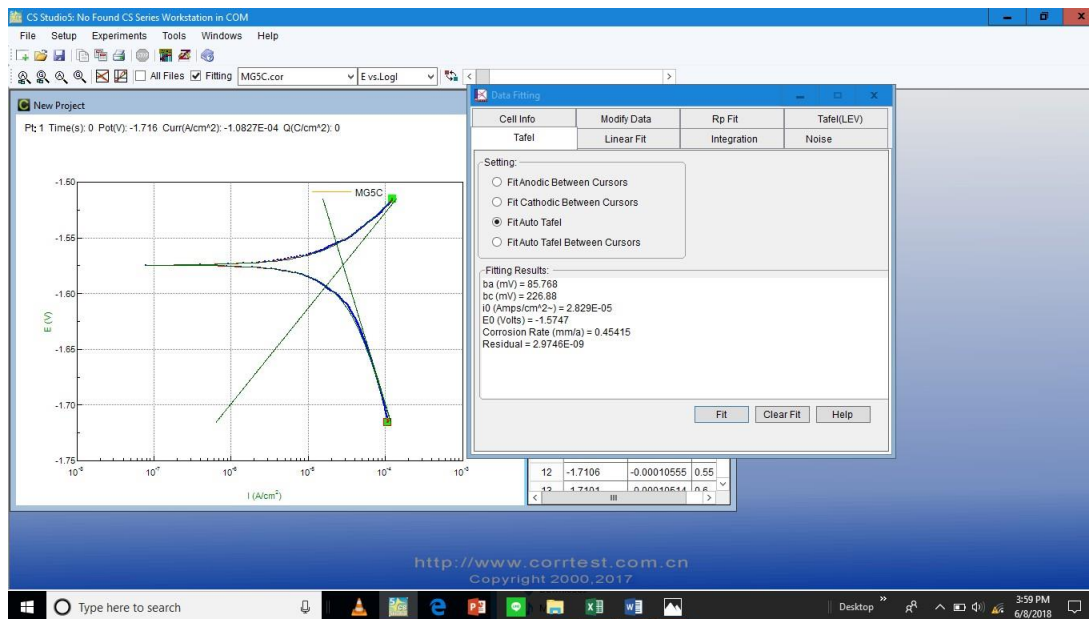 CS Studio5: No Found CS Series Workstation in COM
File Setup Experiments Tools Windows Help
All Files Fitting MG5C.cor E vs.LogI
New Project
Pt: 1 Time(s): 0 Pot(V): -1.716 Curr(A/cm^2): -1.0827E-04 Q(C/cm^2): 0
MG5C
-1.50
-1.55
-1.60
-1.65
-1.70
-1.75
E (V)
I (A/cm²)
Data Fitting
Cell Info Modify Data Rp Fit Tafel(LEV)
Tafel Linear Fit Integration Noise
Setting:
Fit Anodic Between Cursors
Fit Cathodic Between Cursors
Fit Auto Tafel
Fit Auto Tafel Between Cursors
Fitting Results:
ba (mV) = 85.768
bc (mV) = 226.88
i0 (Amps/cm^2~) = 2.829E-05
E0 (Volts) = -1.5747
Corrosion Rate (mm/a) = 0.45415
Residual = 2.9746E-09
Fit Clear Fit Help
12 -1.7106 -0.00010555 0.55
13 -1.7101 -0.00010514 0.6
http://www.corrtest.com.cn
Copyright 2000,2017
Type here to search
Desktop
3:59 PM
6/8/2018